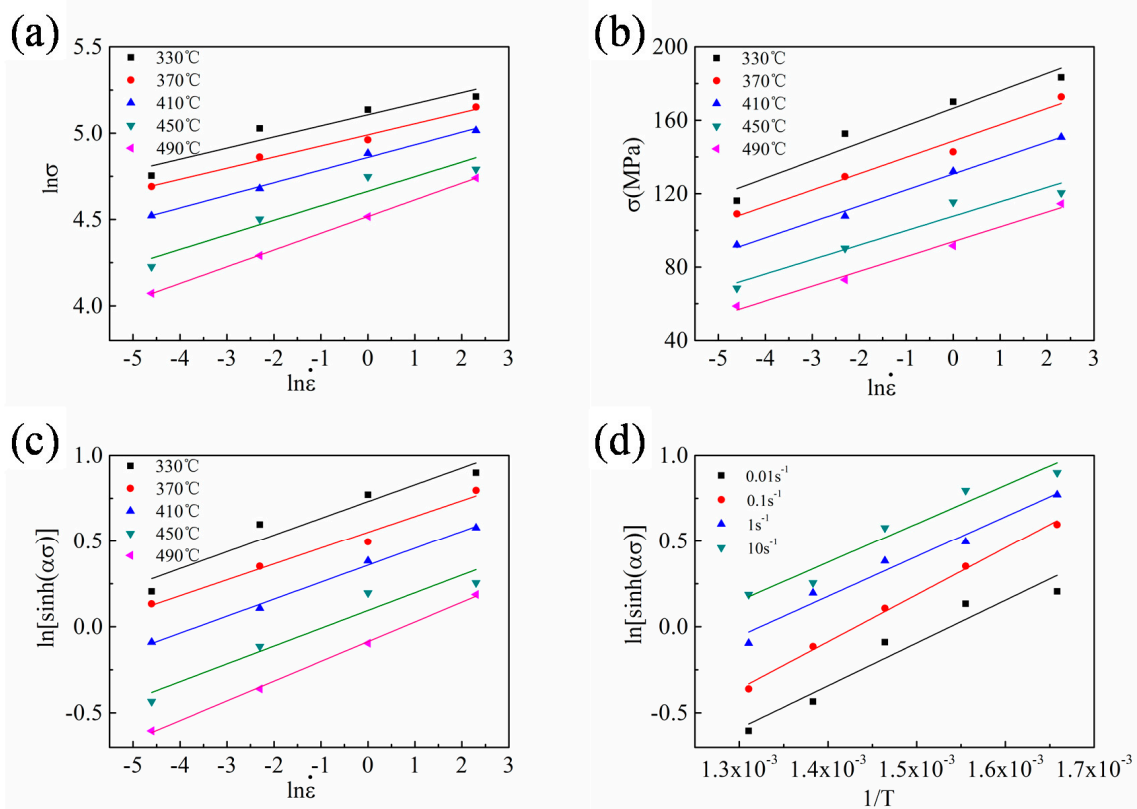 (a)
5.5
5.0
4.5
4.0
lnσ
330℃
370℃
410℃
450℃
490℃
-5 -4 -3 -2 -1 0 1 2 3
lnε̇
(b)
200
160
120
80
40
σ(MPa)
330℃
370℃
410℃
450℃
490℃
-5 -4 -3 -2 -1 0 1 2 3
lnε̇
(c)
1.0
0.5
0.0
-0.5
ln[sinh(ασ)]
330℃
370℃
410℃
450℃
490℃
-5 -4 -3 -2 -1 0 1 2 3
lnε̇
(d)
1.0
0.5
0.0
-0.5
ln[sinh(ασ)]
0.01s⁻¹
0.1s⁻¹
1s⁻¹
10s⁻¹
1.3x10⁻³ 1.4x10⁻³ 1.5x10⁻³ 1.6x10⁻³ 1.7x10⁻³
1/T